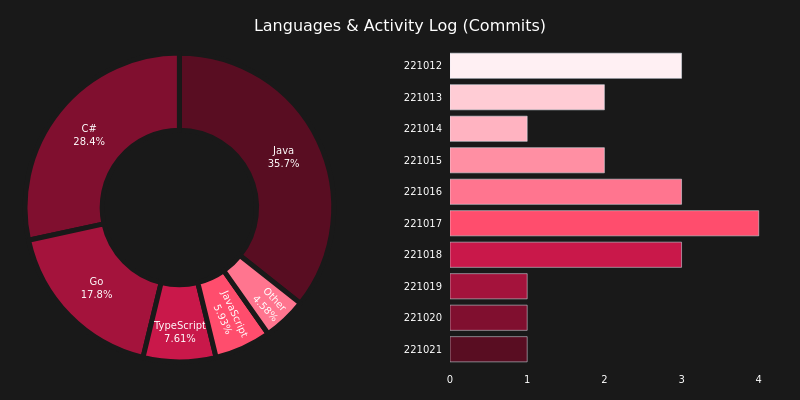 Languages & Activity Log (Commits)
Java
35.7%
C#
28.4%
Go
17.8%
TypeScript
7.61%
JavaScript
5.93%
Other
4.58%
221012
221013
221014
221015
221016
221017
221018
221019
221020
221021
0 1 2 3 4